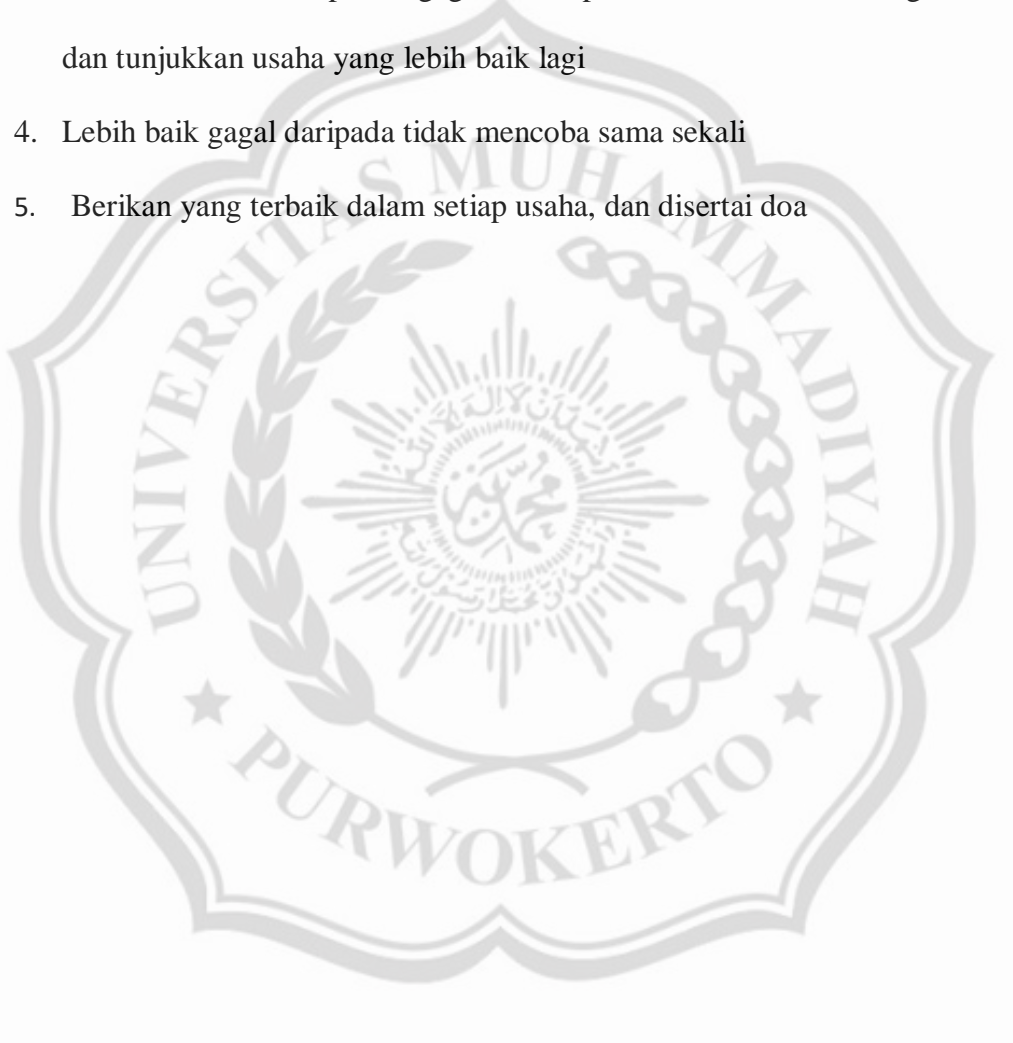 dan tunjukkan usaha yang lebih baik lagi
4. Lebih baik gagal daripada tidak mencoba sama sekali
5. Berikan yang terbaik dalam setiap usaha, dan disertai doa
UNIVERSITAS MUHAMMADIYAH
PURWOKERTO